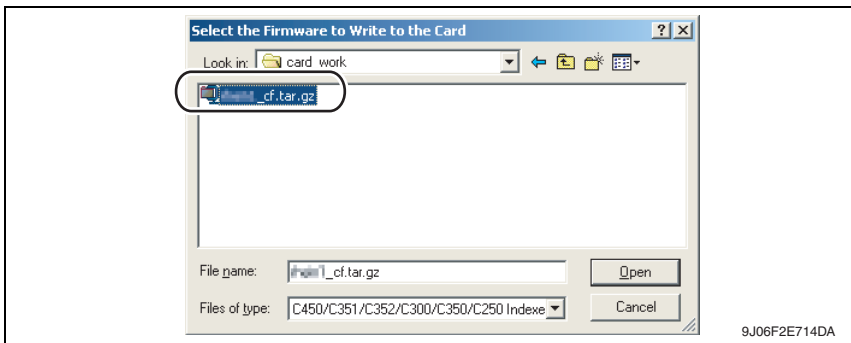 Select the Firmware to Write to the Card
Look in: card_work
_cf.tar.gz
File name: _cf.tar.gz Open
Files of type: C450/C351/C352/C300/C350/C250 Indexe Cancel
9J06F2E714DA